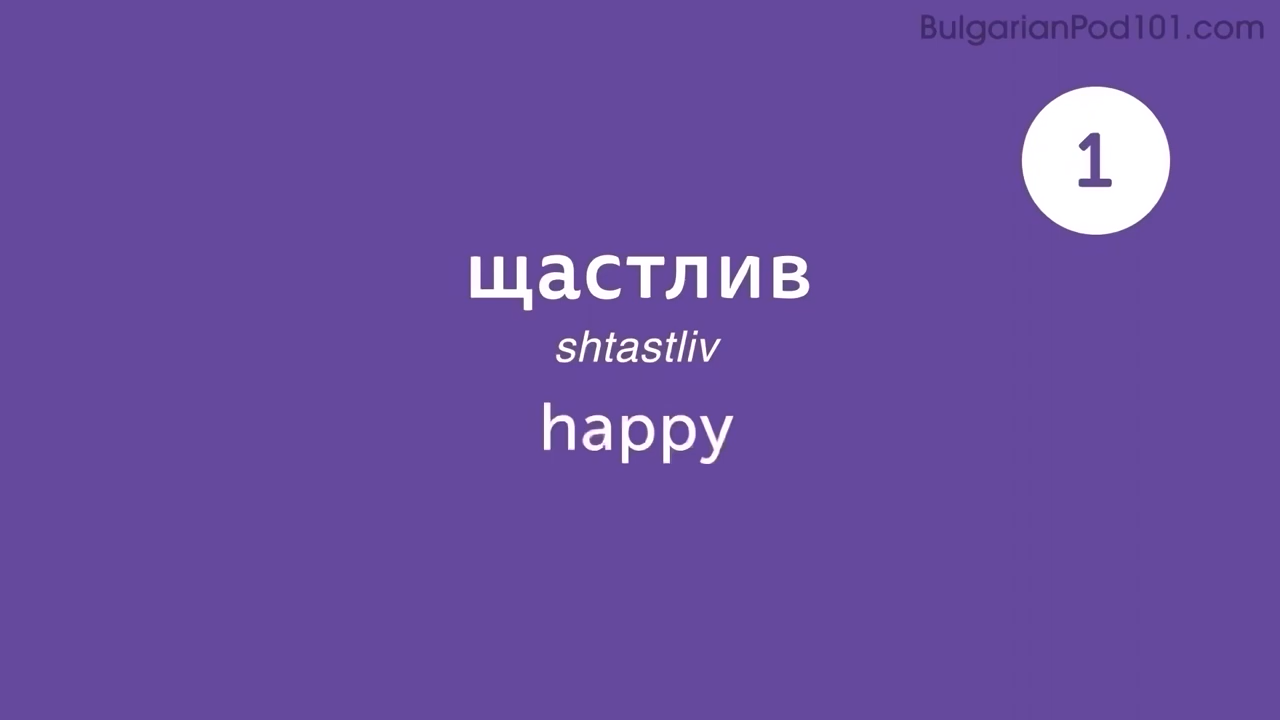 BulgarianPod101.com
1
щастлив
shtastliv
happy